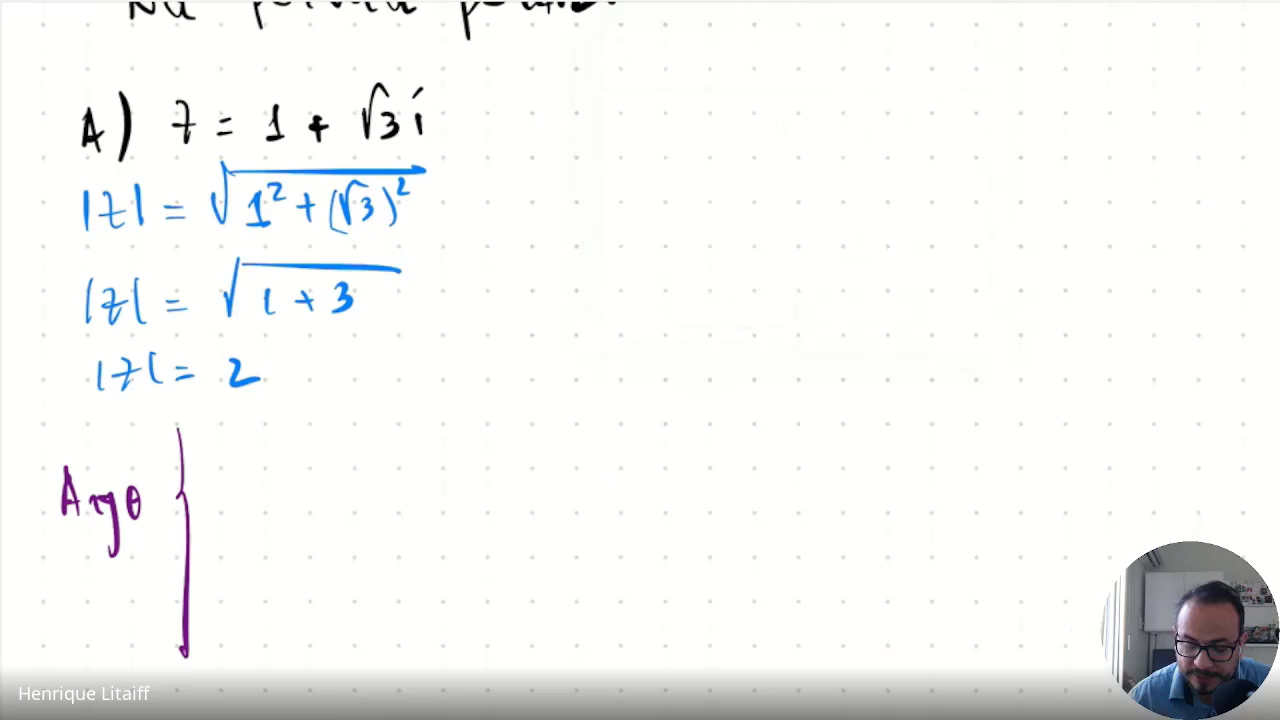 A) z = 1 + √3 i
|z| = √(1² + (√3)²)
|z| = √(1 + 3)
|z| = 2
Arg θ {
Henrique Litaiff